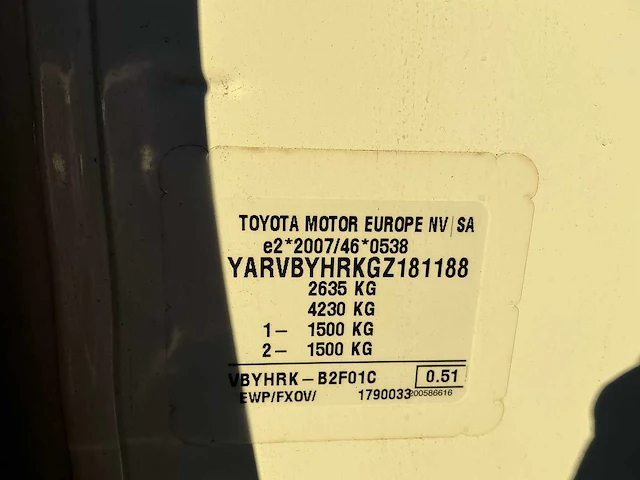 TOYOTA MOTOR EUROPE NV/SA
e2*2007/46*0538
YARVBYHRKGZ181188
2635 KG
4230 KG
1- 1500 KG
2- 1500 KG
VBYHRK-B2F01C 0.51
EWP/FXOV/ 1790033 200586616